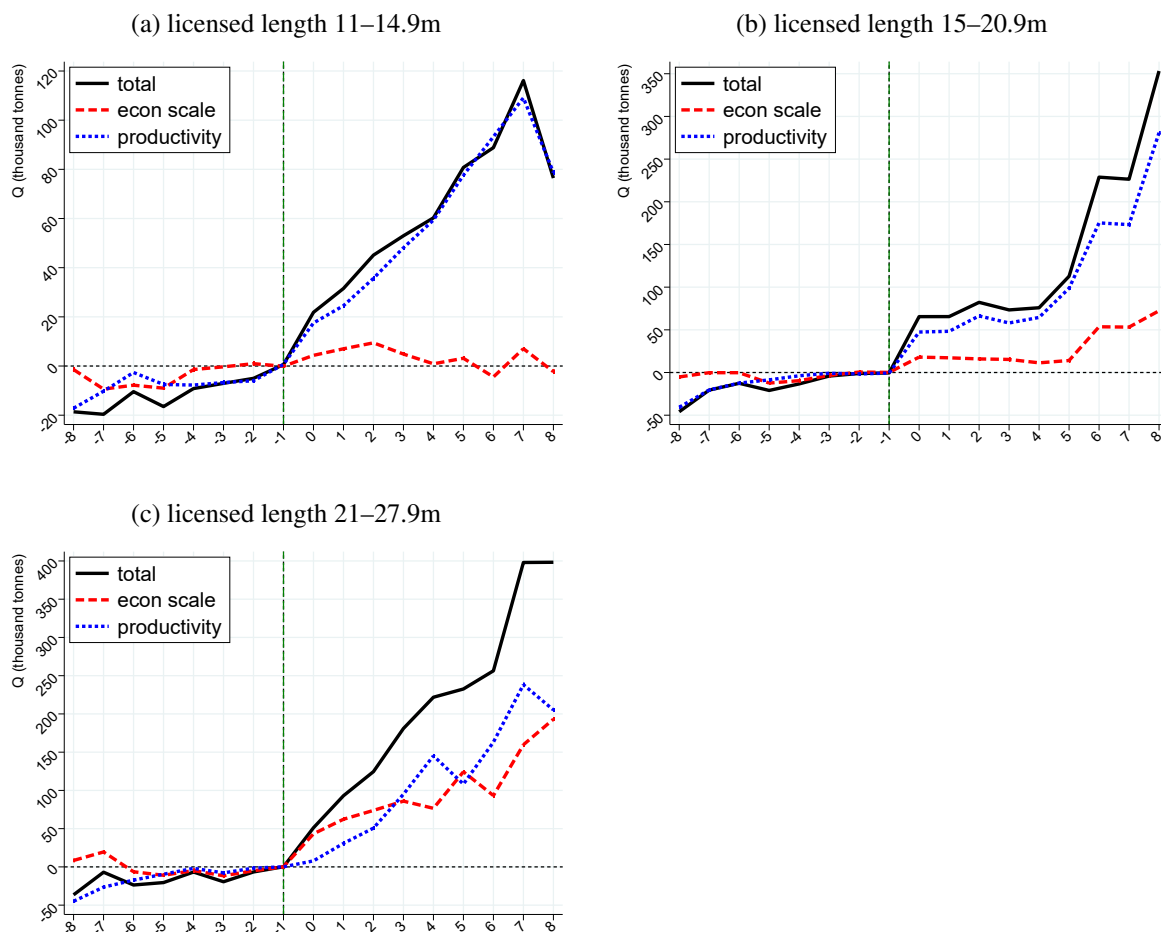 (a) licensed length 11–14.9m
Q (thousand tonnes)
120
100
80
60
40
20
0
-20
total
econ scale
productivity
-8 -7 -6 -5 -4 -3 -2 -1 0 1 2 3 4 5 6 7 8
(b) licensed length 15–20.9m
Q (thousand tonnes)
350
300
250
200
150
100
50
0
-50
total
econ scale
productivity
-8 -7 -6 -5 -4 -3 -2 -1 0 1 2 3 4 5 6 7 8
(c) licensed length 21–27.9m
Q (thousand tonnes)
400
350
300
250
200
150
100
50
0
-50
total
econ scale
productivity
-8 -7 -6 -5 -4 -3 -2 -1 0 1 2 3 4 5 6 7 8